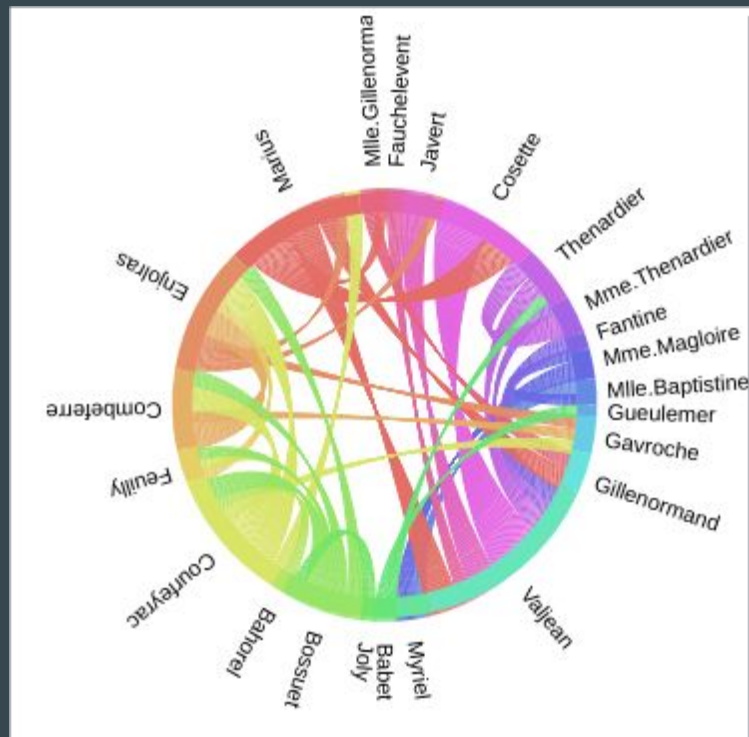 Mlle.Gillenorma
Fauchelevent
Javert
Cosette
Thenardier
Mme.Thenardier
Fantine
Mme.Magloire
Mlle.Baptistine
Gueulemer
Gavroche
Gillenormand
Valjean
Myriel
Babet
Joly
Bossuet
Bahorel
Courfeyrac
Feuilly
Combeferre
Enjolras
Marius